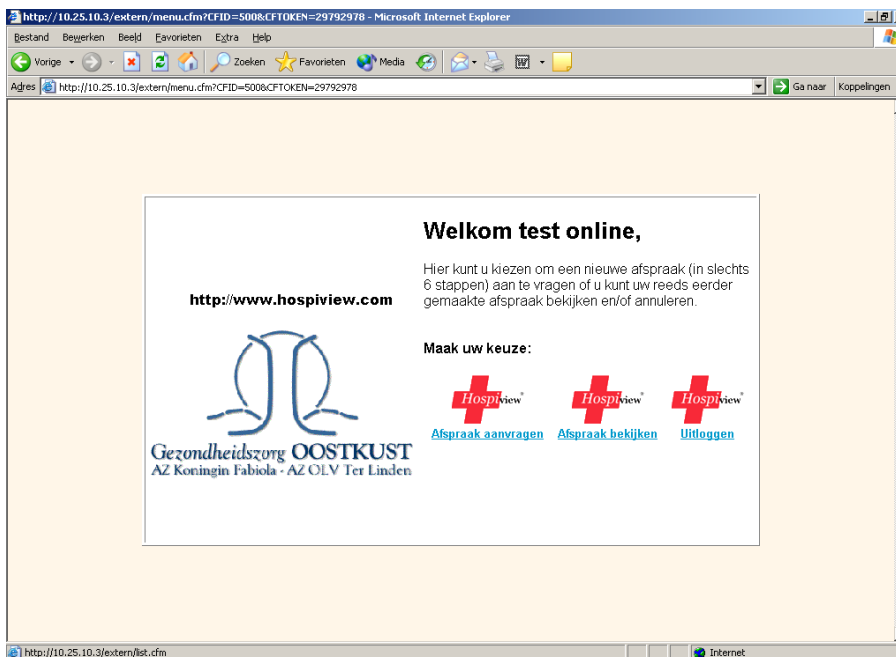 http://10.25.10.3/extern/menu.cfm?CFID=500&CFTOKEN=29792978 - Microsoft Internet Explorer
Bestand Bewerken Beeld Favorieten Extra Help
Vorige Zoeken Favorieten Media
Adres http://10.25.10.3/extern/menu.cfm?CFID=500&CFTOKEN=29792978 Ga naar Koppelingen
Welkom test online,
Hier kunt u kiezen om een nieuwe afspraak (in slechts
6 stappen) aan te vragen of u kunt uw reeds eerder
gemaakte afspraak bekijken en/of annuleren.
http://www.hospiview.com
Maak uw keuze:
Hospiview® Hospiview® Hospiview®
Afspraak aanvragen Afspraak bekijken Uitloggen
Gezondheidszorg OOSTKUST
AZ Koningin Fabiola - AZ OLV Ter Linden
http://10.25.10.3/extern/list.cfm Internet